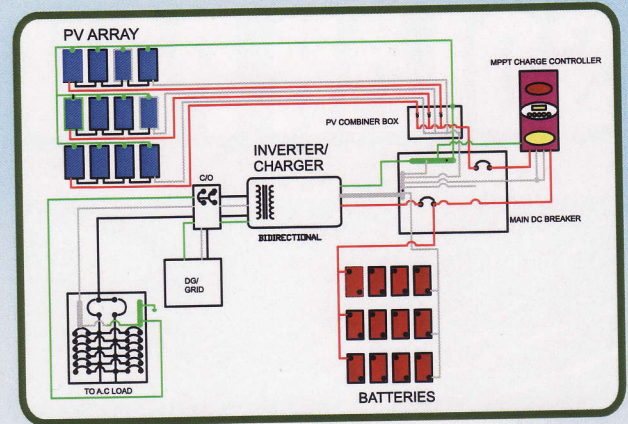 PV ARRAY
MPPT CHARGE CONTROLLER
PV COMBINER BOX
INVERTER/
CHARGER
C/O
BIDIRECTIONAL
MAIN DC BREAKER
DG/
GRID
TO A.C LOAD
BATTERIES